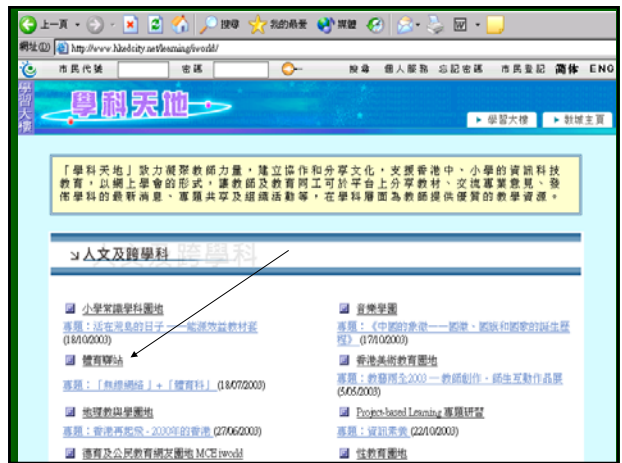 上一頁
搜尋 我的最愛 媒體
網址(D) http://www.hkedcity.net/learning/iworld/
市民代號 密碼 搜尋 個人服務 忘記密碼 市民登記 简体 ENG
學習大樓
學科天地
學習大樓 教城主頁
「學科天地」致力凝聚教師力量，建立協作和分享文化，支援香港中、小學的資訊科技
教育，以網上學會的形式，讓教師及教育同工可於平台上分享教材、交流專業意見、發
佈學科的最新消息、專題共享及組織活動等，在學科層面為教師提供優質的教學資源。
人文及跨學科
小學常識學科園地
專題：活在荒島的日子——能源效益教材套
(18/10/2003)
音樂學圃
專題：《中國的象徵——國徽、國旗和國歌的誕生歷
程》 (17/10/2003)
體育聊站
專題：「無煙網絡」+「體育科」 (18/07/2003)
香港美術教育園地
專題：教藝兩全2003 — 教師創作．師生互動作品展
(5/05/2003)
地理教與學園地
專題：香港再起飛 - 2030年的香港 (27/06/2003)
Project-based Learning 專題研習
專題：資訊素養 (22/10/2003)
德育及公民教育網友園地 MCE iworld
性教育園地